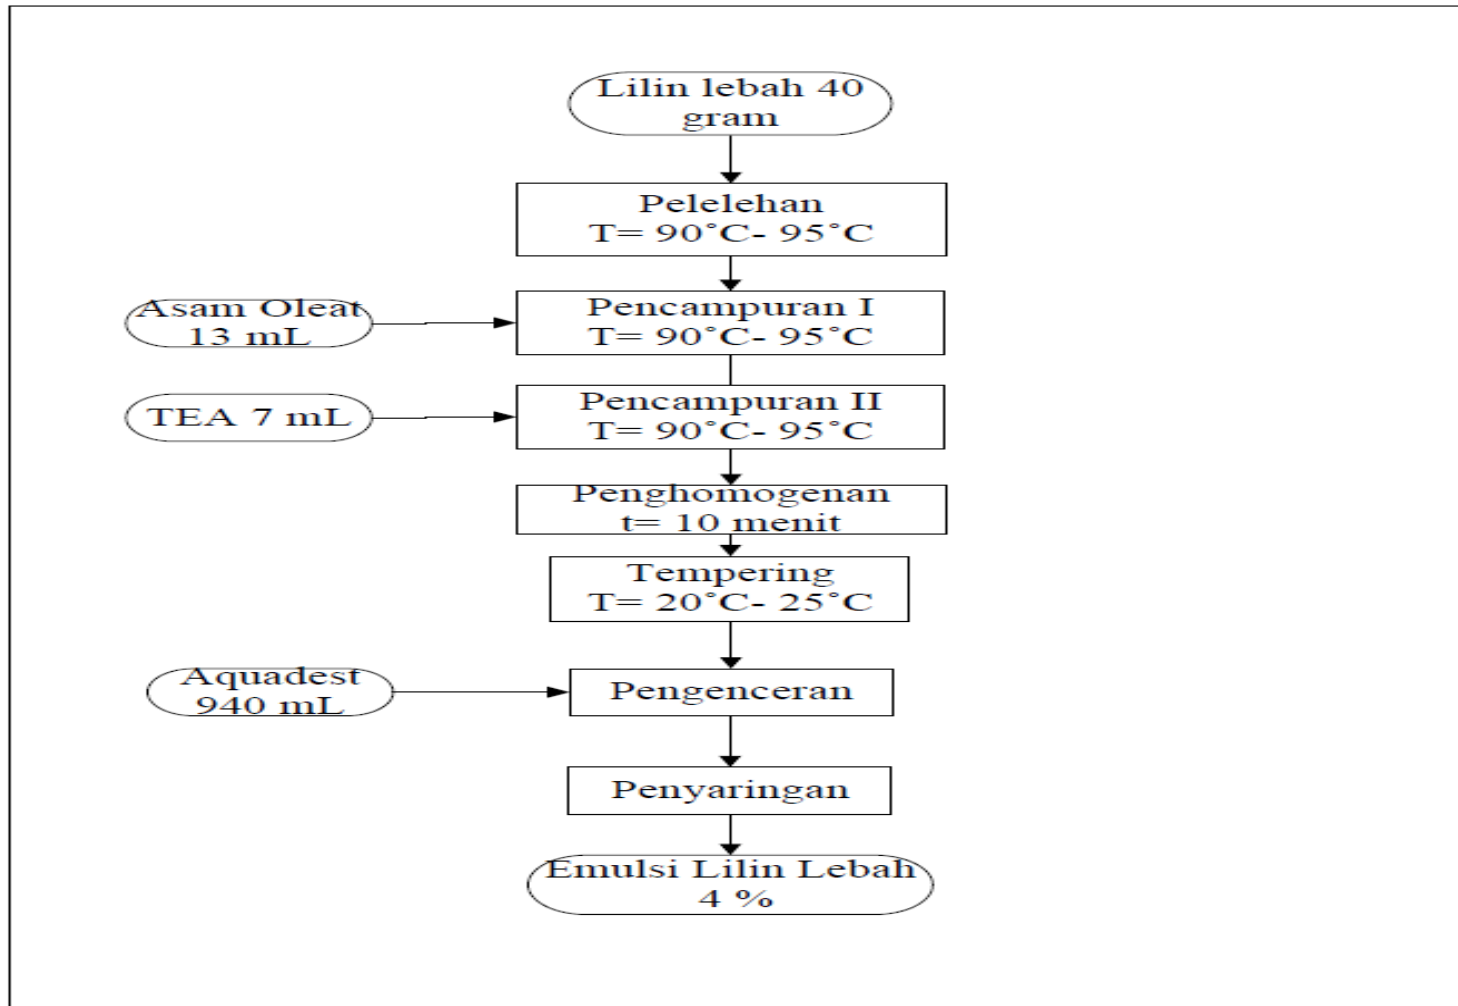 Lilin lebah 40
gram
Pelelehan
T= 90˚C- 95˚C
Asam Oleat
13 mL
Pencampuran I
T= 90˚C- 95˚C
TEA 7 mL
Pencampuran II
T= 90˚C- 95˚C
Penghomogenan
t= 10 menit
Tempering
T= 20˚C- 25˚C
Aquadest
940 mL
Pengenceran
Penyaringan
Emulsi Lilin Lebah
4 %